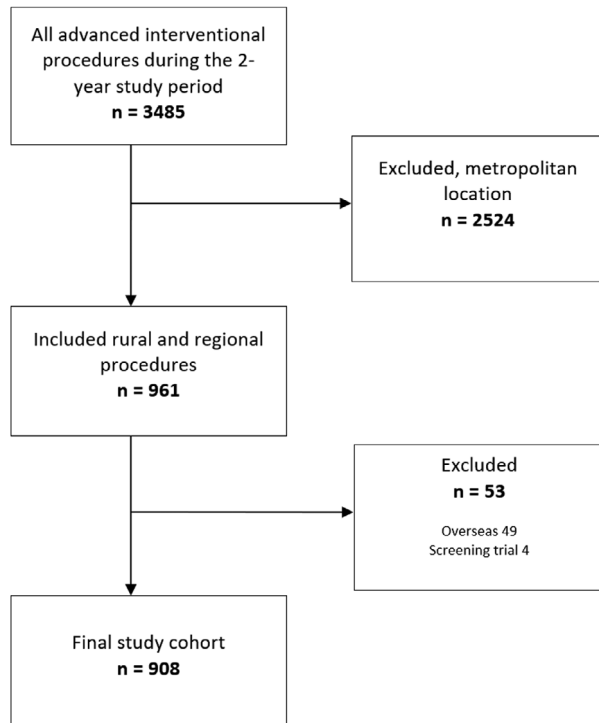 All advanced interventional
procedures during the 2-
year study period
n = 3485
Excluded, metropolitan
location
n = 2524
Included rural and regional
procedures
n = 961
Excluded
n = 53
Overseas 49
Screening trial 4
Final study cohort
n = 908